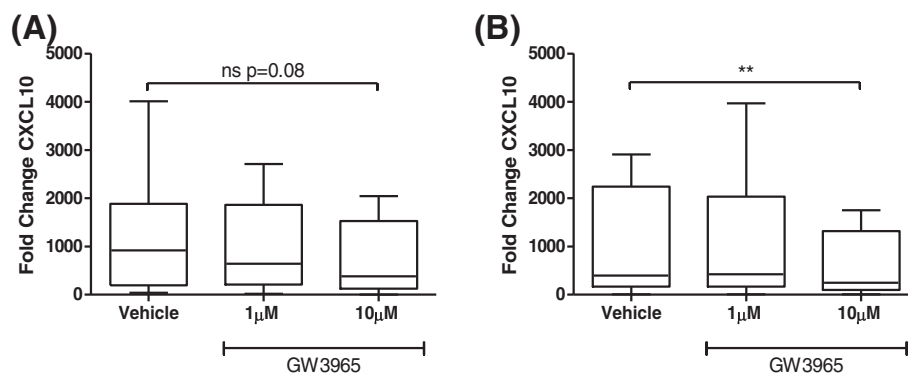 (A)
Fold Change CXCL10
5000
4000
3000
2000
1000
0
ns p=0.08
Vehicle
1μM
10μM
GW3965
(B)
Fold Change CXCL10
5000
4000
3000
2000
1000
0
**
Vehicle
1μM
10μM
GW3965